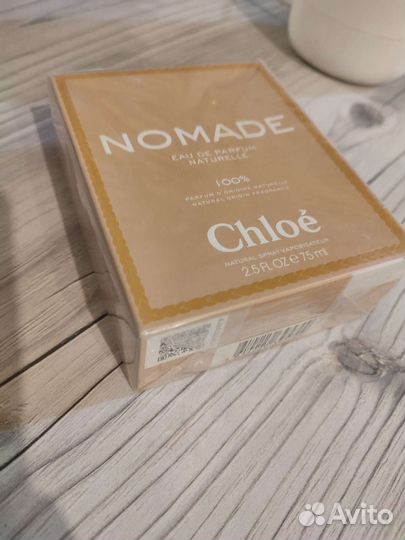 NOMADE
EAU DE PARFUM
NATURELLE
100%
PARFUM D'ORIGINE NATURELLE
NATURAL ORIGIN FRAGRANCE
Chloé
NATURAL SPRAY VAPORISATEUR
2.5 FL OZ e 75 ml
Avito